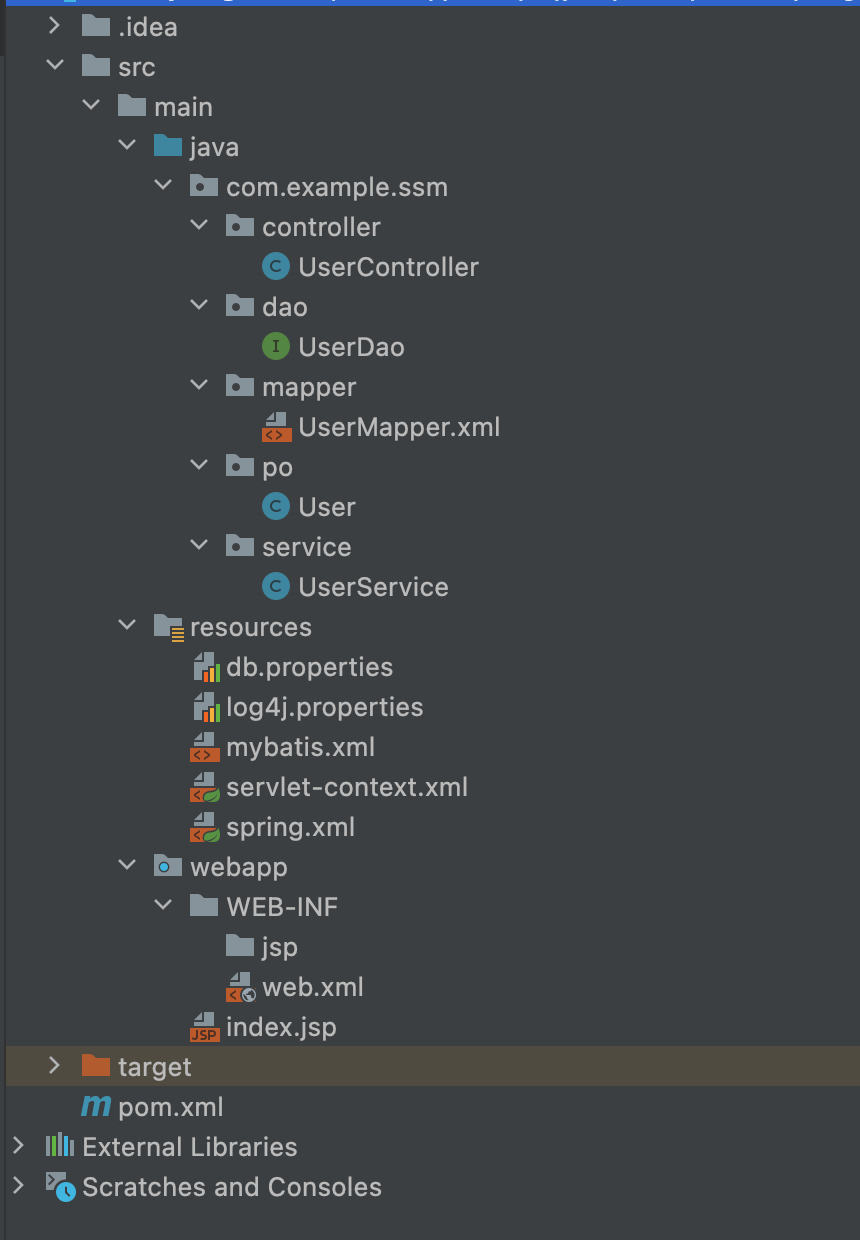 .idea
src
main
java
com.example.ssm
controller
C UserController
dao
I UserDao
mapper
<> UserMapper.xml
po
C User
service
C UserService
resources
db.properties
log4j.properties
<> mybatis.xml
servlet-context.xml
spring.xml
webapp
WEB-INF
jsp
web.xml
JSP index.jsp
target
m pom.xml
External Libraries
Scratches and Consoles